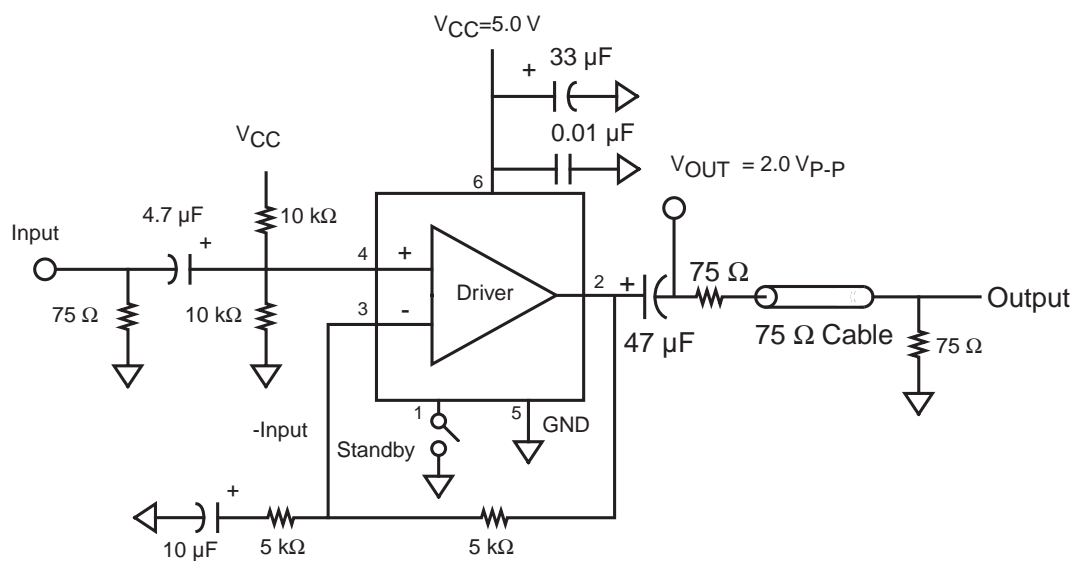 VCC=5.0 V
+
33 µF
0.01 µF
VCC
6
VOUT = 2.0 VP-P
4.7 µF
+
10 kΩ
Input
4
+
Driver
2
+
75 Ω
Output
75 Ω
10 kΩ
3
-
47 µF
75 Ω Cable
75 Ω
1
5
GND
-Input
Standby
+
10 µF
5 kΩ
5 kΩ